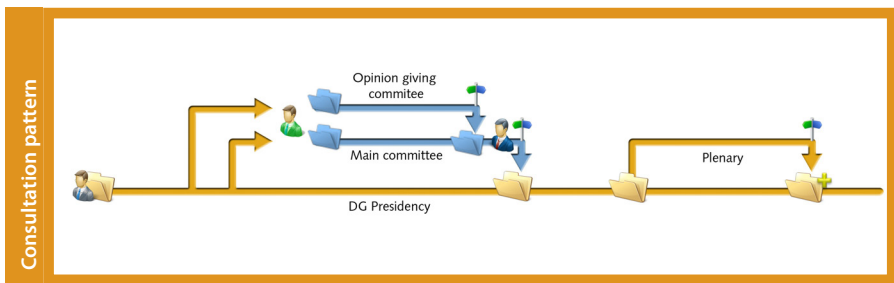 Consultation pattern
Opinion giving
commitee
Main committee
Plenary
DG Presidency